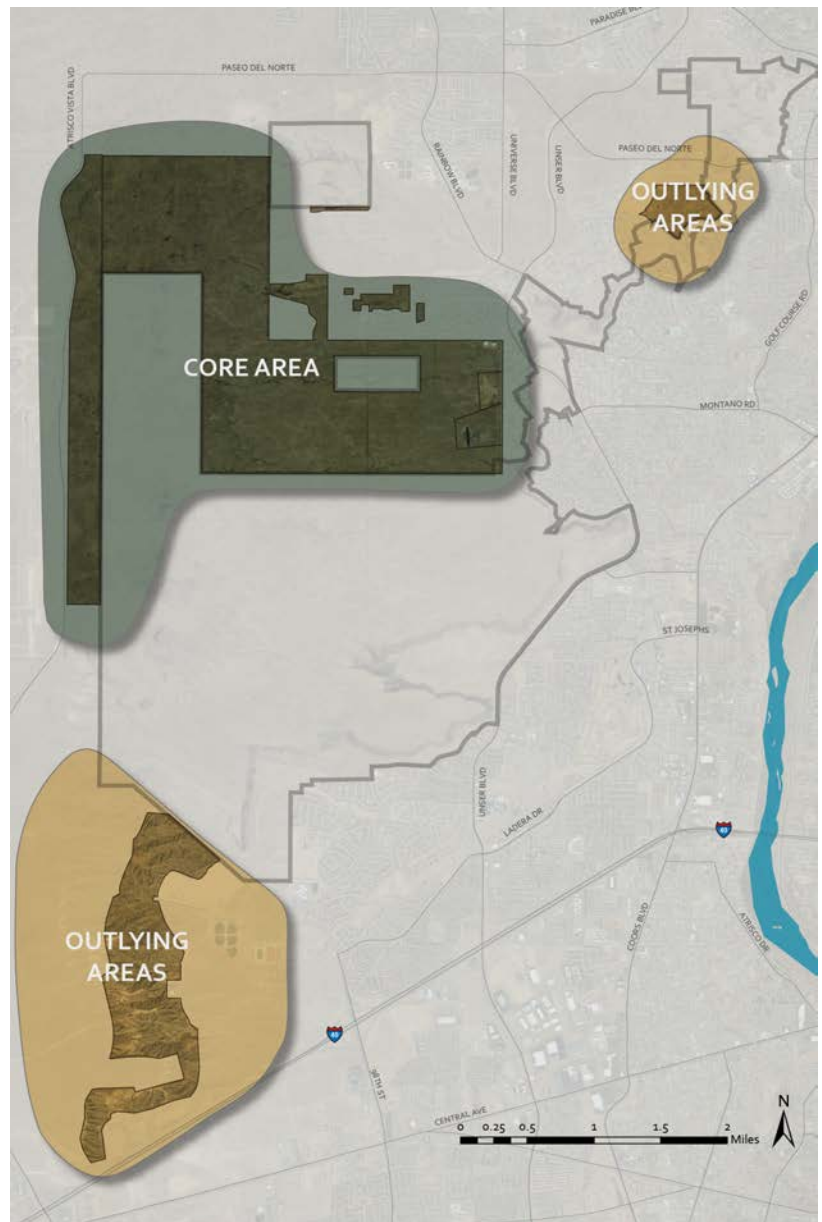 PARADISE BL
PASEO DEL NORTE
ATRISCO VISTA BLVD
RAINBOW BLVD
UNIVERSE BLVD
UNSER BLVD
PASEO DEL NORTE
OUTLYING
AREAS
GOLF COURSE RD
CORE AREA
MONTANO RD
ST JOSEPHS
UNSER BLVD
LADERA DR
COORS BLVD
ATRISCO DR
OUTLYING
AREAS
40
98TH ST
CENTRAL AVE
N
0 0.25 0.5 1 1.5 2
Miles